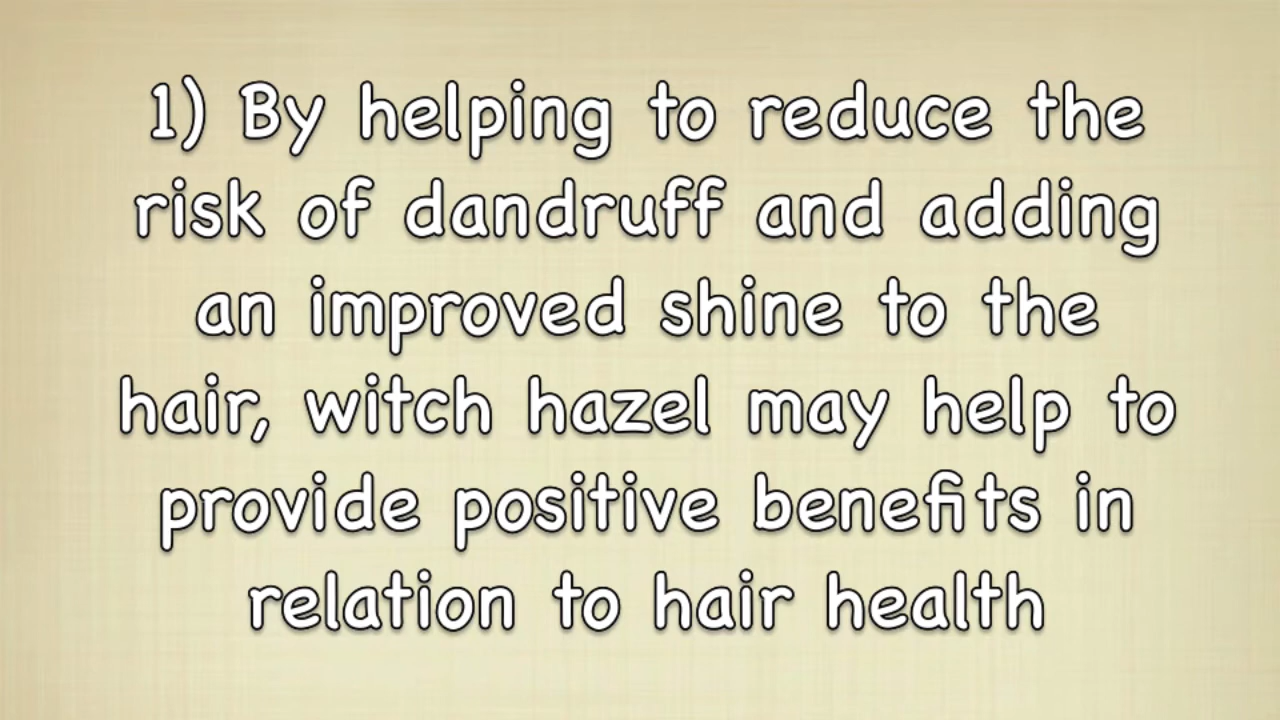 1) By helping to reduce the
risk of dandruff and adding
an improved shine to the
hair, witch hazel may help to
provide positive benefits in
relation to hair health